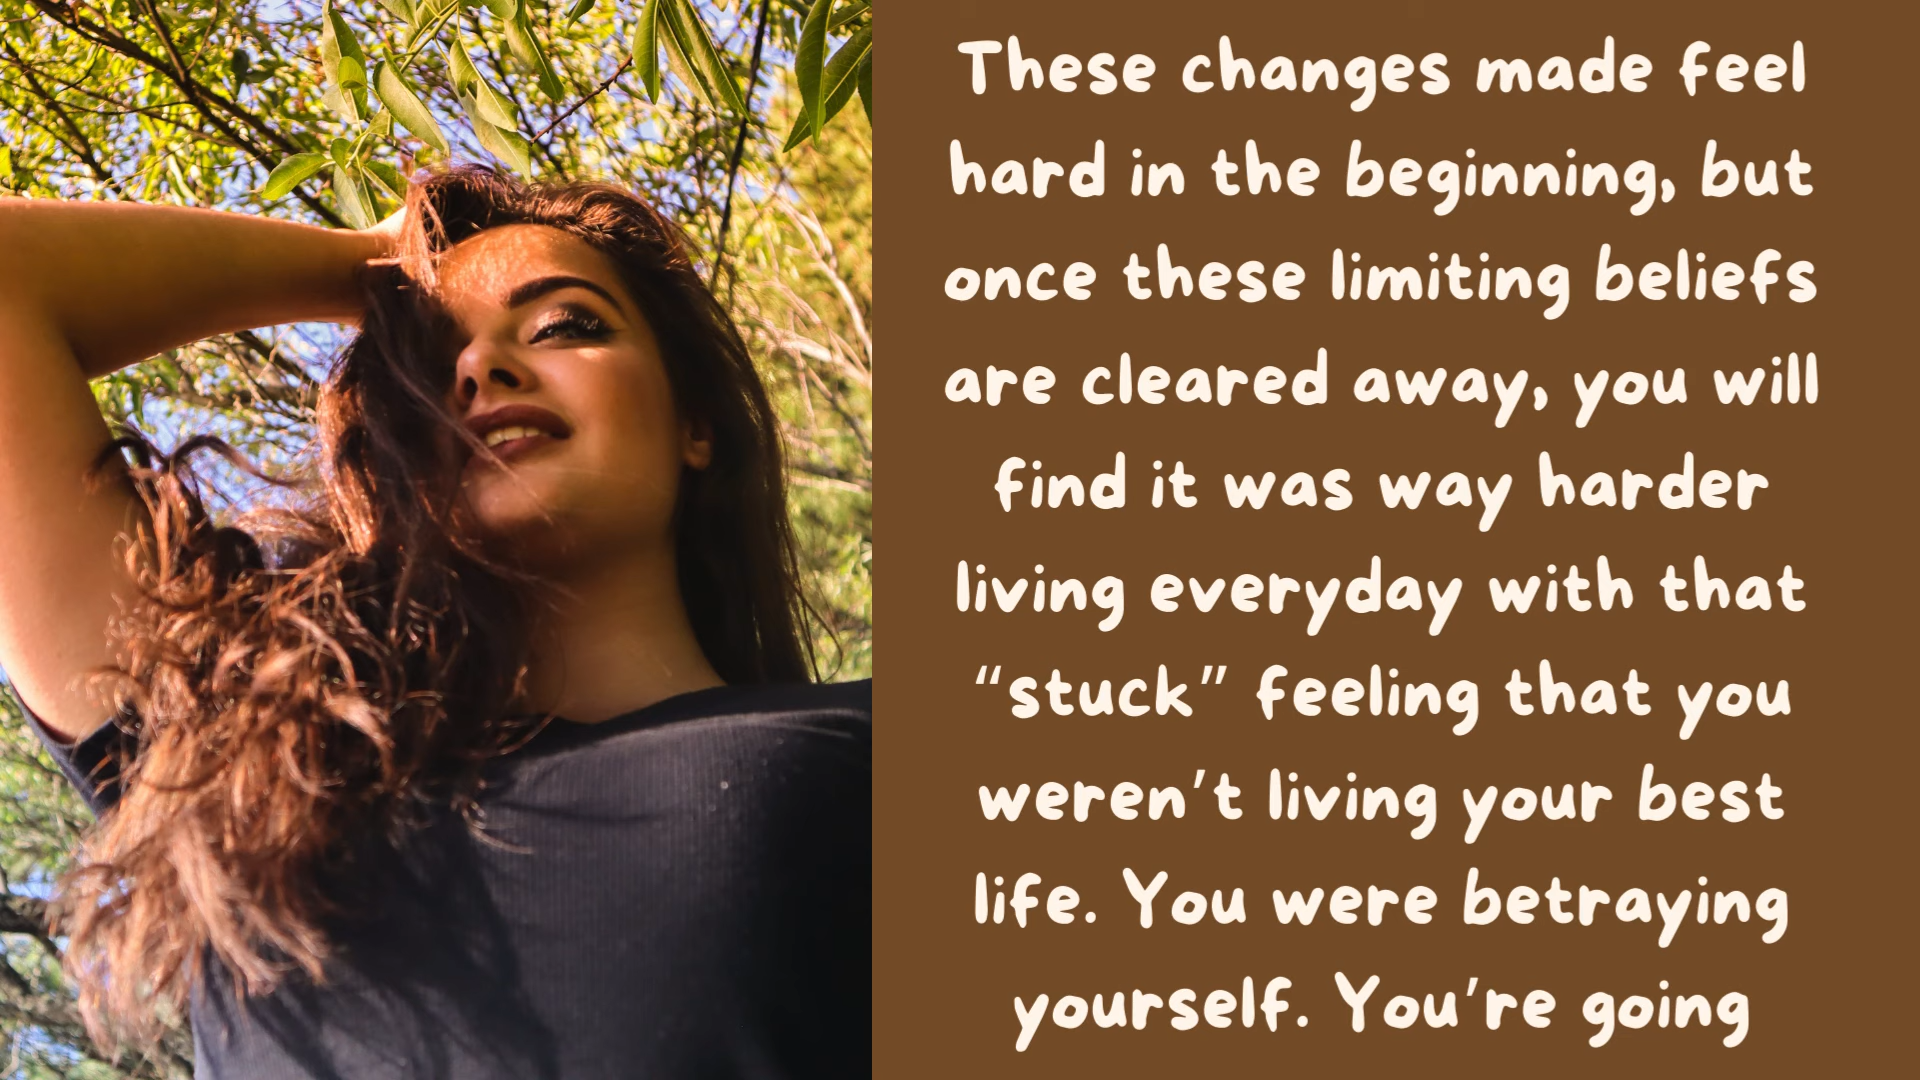 These changes made feel
hard in the beginning, but
once these limiting beliefs
are cleared away, you will
find it was way harder
living everyday with that
“stuck” feeling that you
weren’t living your best
life. You were betraying
yourself. You’re going